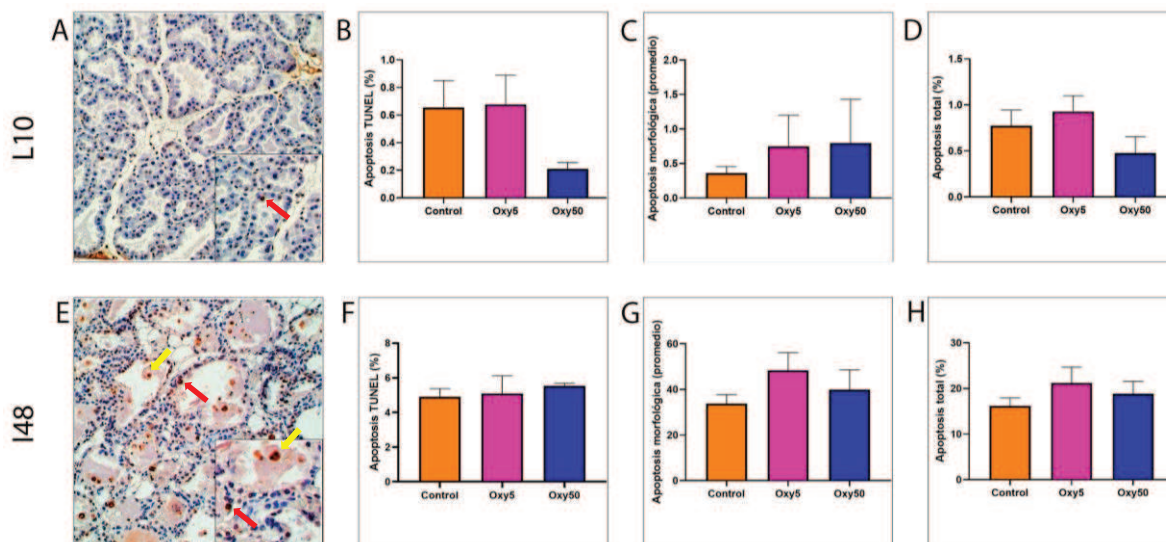 L10
A
B
Apoptosis TUNEL (%)
1.0
0.8
0.6
0.4
0.2
0.0
Control Oxy5 Oxy50
C
Apoptosis morfológica (promedio)
2.0
1.5
1.0
0.5
0.0
Control Oxy5 Oxy50
D
Apoptosis total (%)
1.5
1.0
0.5
0.0
Control Oxy5 Oxy50
I48
E
F
Apoptosis TUNEL (%)
8
6
4
2
0
Control Oxy5 Oxy50
G
Apoptosis morfológica (promedio)
60
40
20
0
Control Oxy5 Oxy50
H
Apoptosis total (%)
30
20
10
0
Control Oxy5 Oxy50